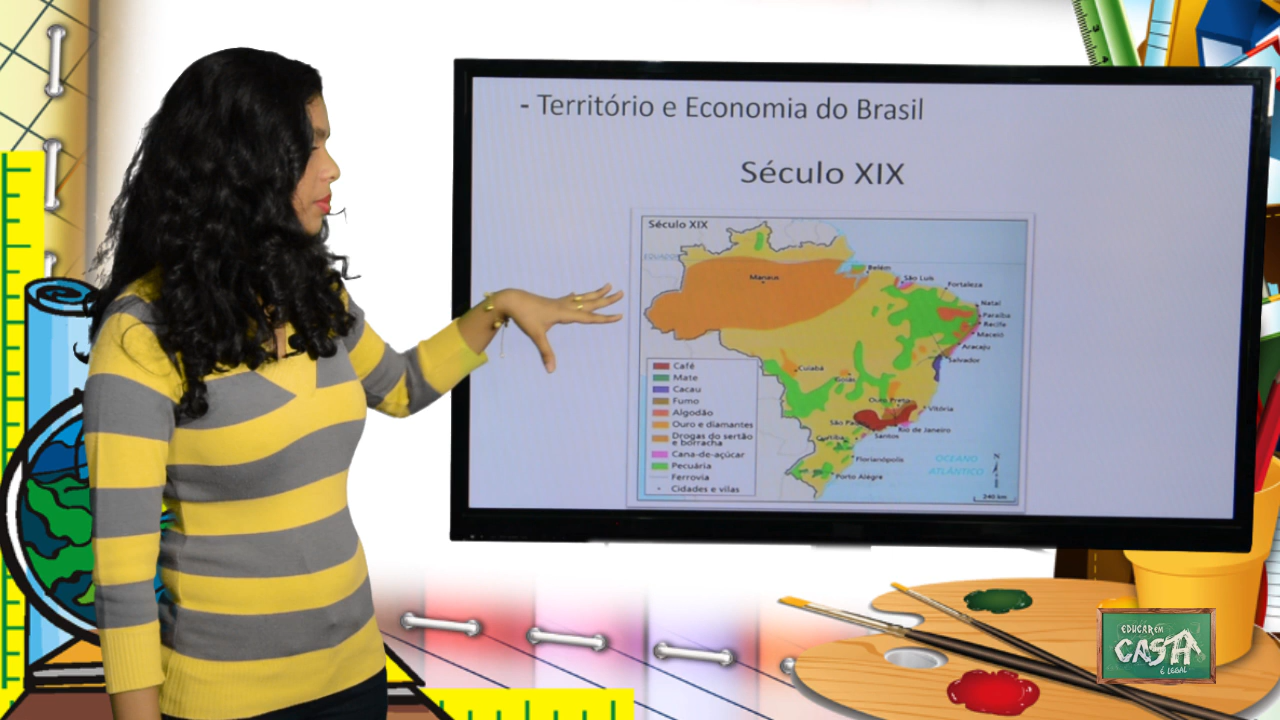 - Território e Economia do Brasil
Século XIX
Século XIX
EQUADOR
Manaus
Belém
São Luís
Fortaleza
Natal
Paraíba
Recife
Maceió
Aracaju
Salvador
Cuiabá
Goiás
Ouro Preto
Vitória
São Paulo
Rio de Janeiro
Santos
Curitiba
Florianópolis
Porto Alegre
OCEANO
ATLÂNTICO
N
240 km
Café
Mate
Cacau
Fumo
Algodão
Ouro e diamantes
Drogas do sertão
e borracha
Cana-de-açúcar
Pecuária
Ferrovia
Cidades e vilas
EDUCAR EM
CASA
É LEGAL